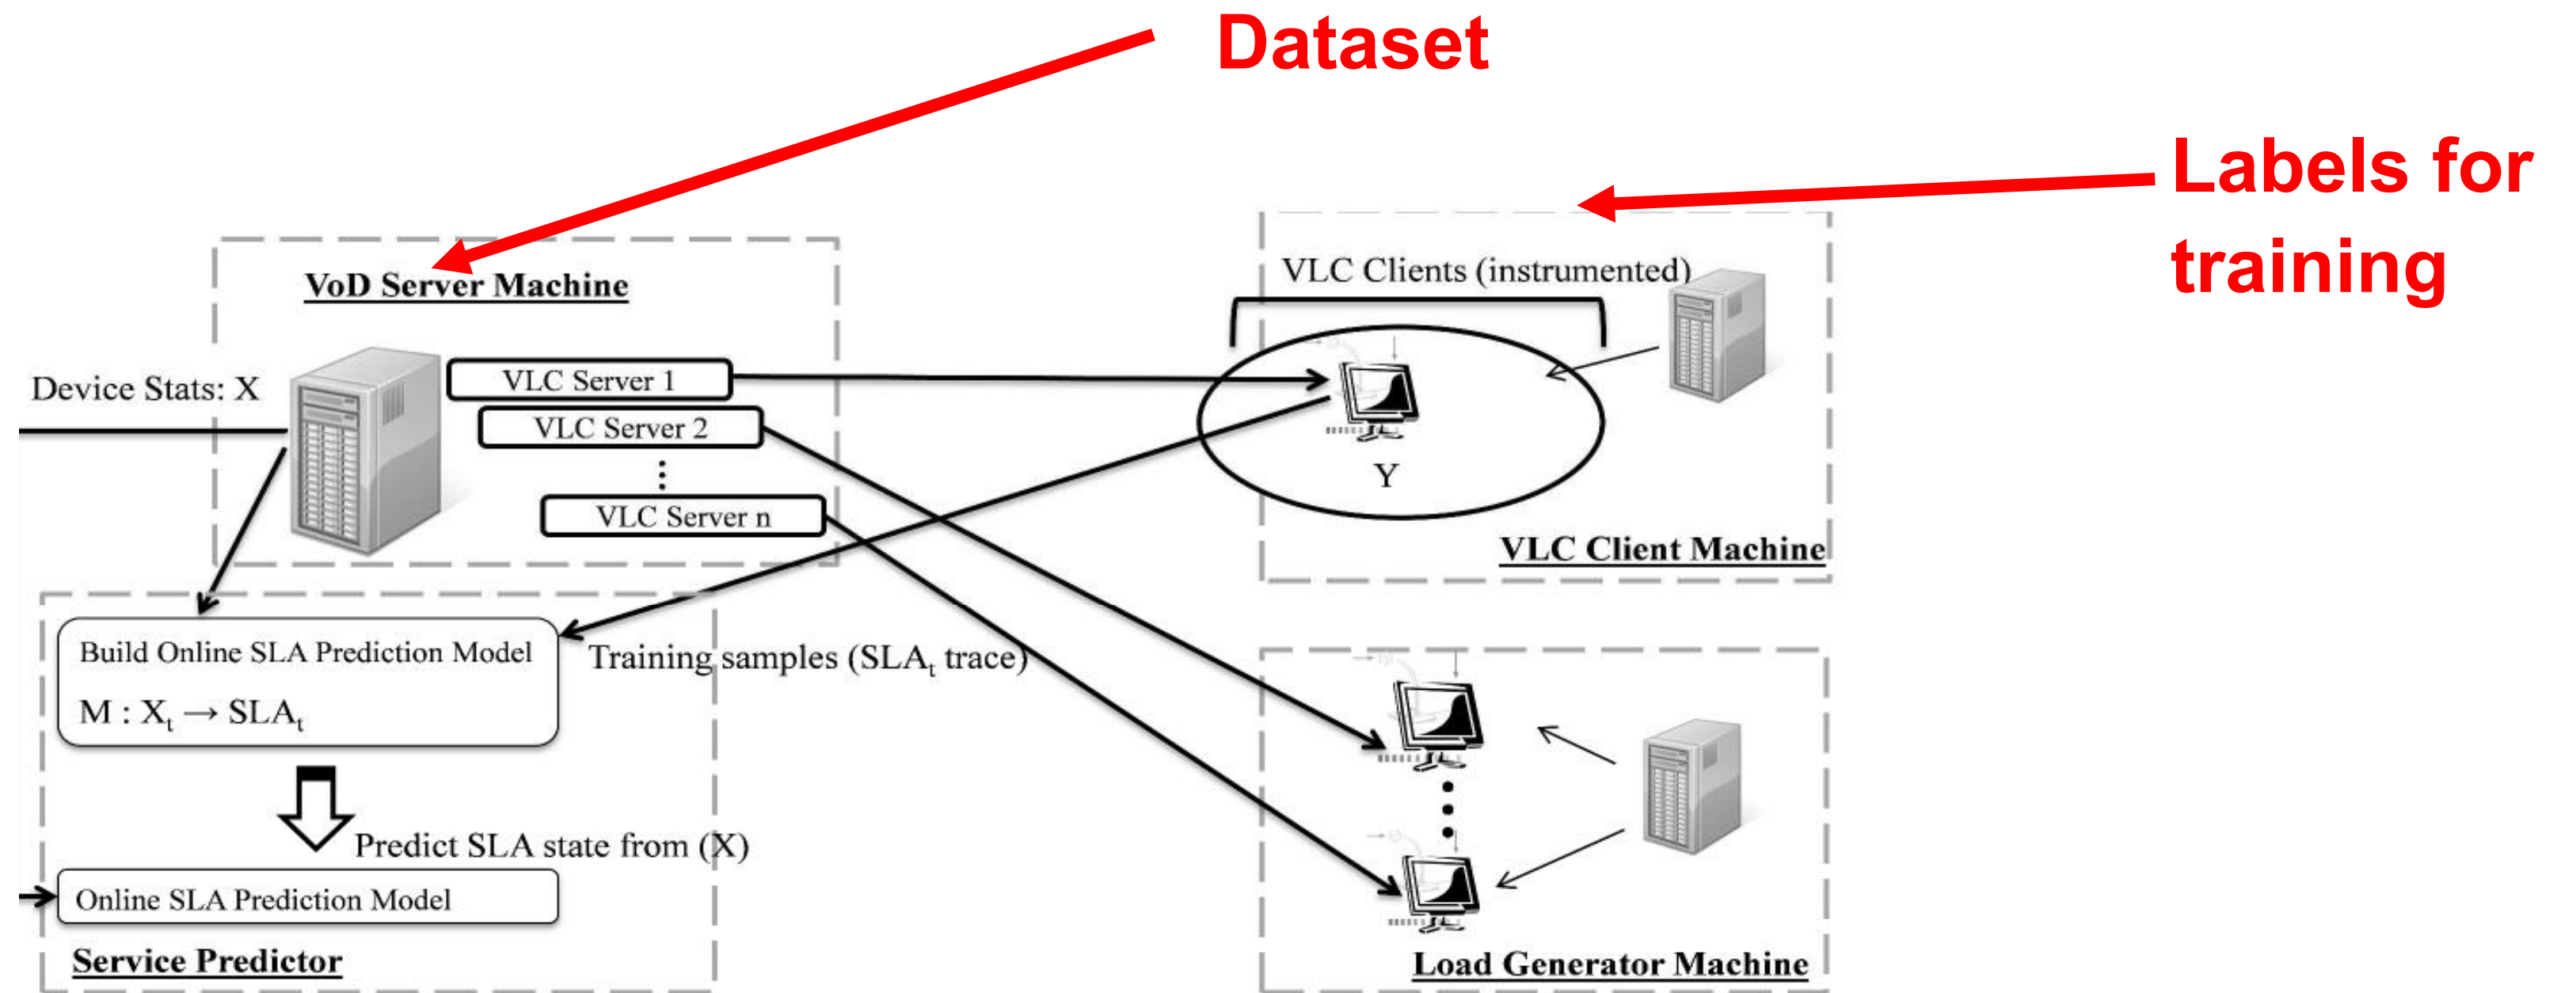 Dataset
Labels for
training
VoD Server Machine
Device Stats: X
VLC Server 1
VLC Server 2
VLC Server n
VLC Clients (instrumented)
Y
VLC Client Machine
Build Online SLA Prediction Model
M : Xₜ → SLAₜ
Training samples (SLAₜ trace)
Predict SLA state from (X)
Online SLA Prediction Model
Service Predictor
Load Generator Machine